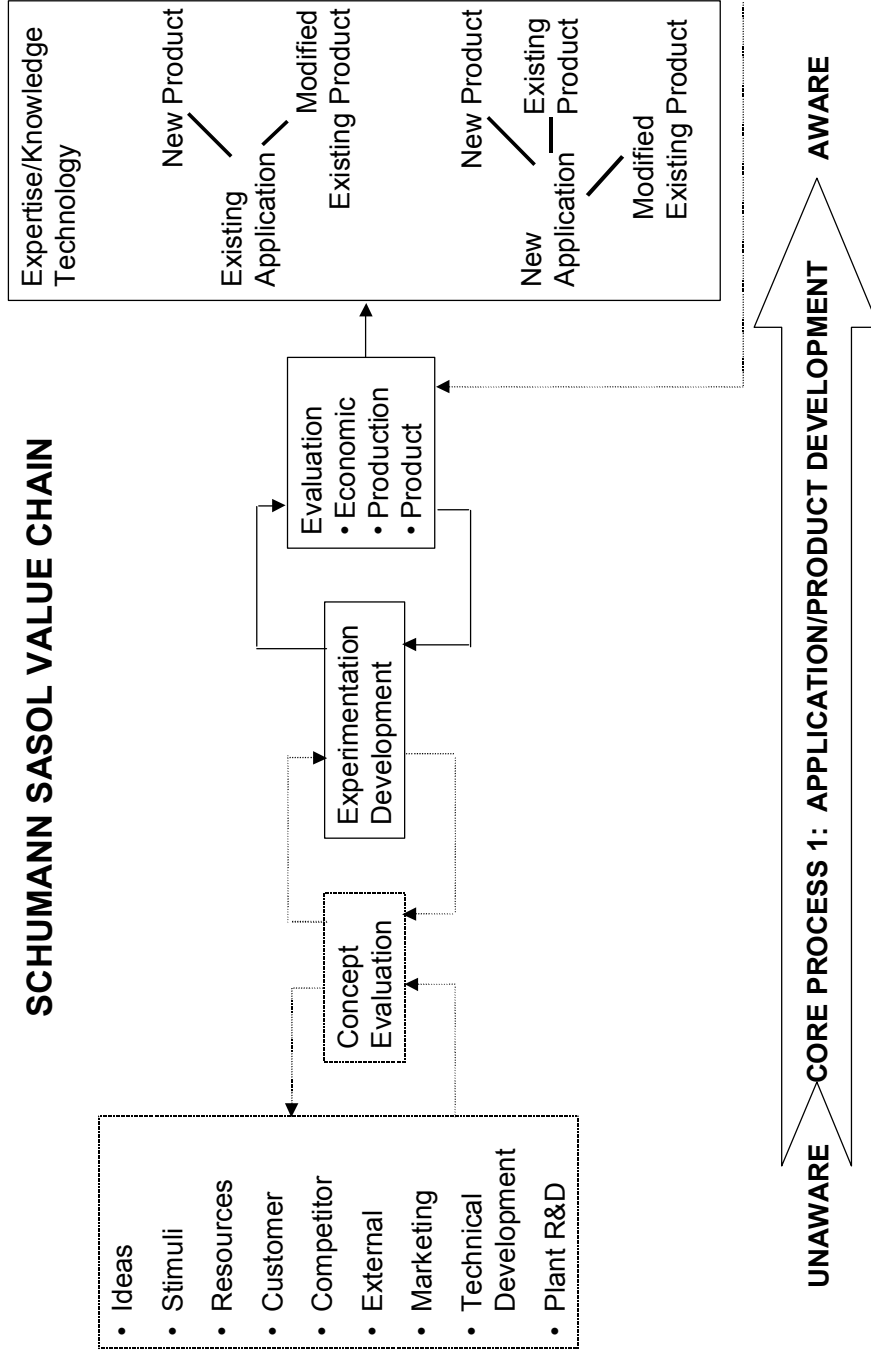 SCHUMANN SASOL VALUE CHAIN
• Ideas
• Stimuli
• Resources
• Customer
• Competitor
• External
• Marketing
• Technical
Development
• Plant R&D
Concept
Evaluation
Experimentation
Development
Evaluation
• Economic
• Production
• Product
Expertise/Knowledge
Technology
New Product
Existing
Application
Modified
Existing Product
New Product
New
Application
Existing
Product
Modified
Existing Product
UNAWARE
CORE PROCESS 1: APPLICATION/PRODUCT DEVELOPMENT
AWARE